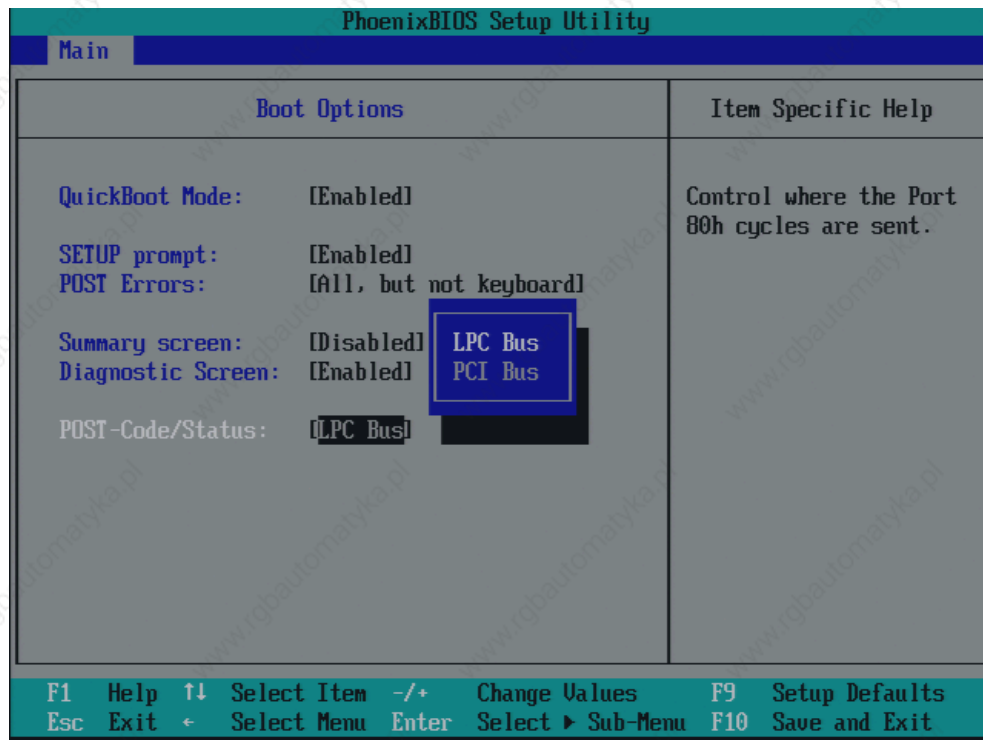 PhoenixBIOS Setup Utility
Main
Boot Options
Item Specific Help
QuickBoot Mode: [Enabled]
SETUP prompt: [Enabled]
POST Errors: [All, but not keyboard]
Summary screen: [Disabled]
Diagnostic Screen: [Enabled]
POST-Code/Status: [LPC Bus]
LPC Bus
PCI Bus
Control where the Port
80h cycles are sent.
F1 Help ↑↓ Select Item -/+ Change Values F9 Setup Defaults
Esc Exit ← Select Menu Enter Select ▶ Sub-Menu F10 Save and Exit
www.rgbautomatyka.pl